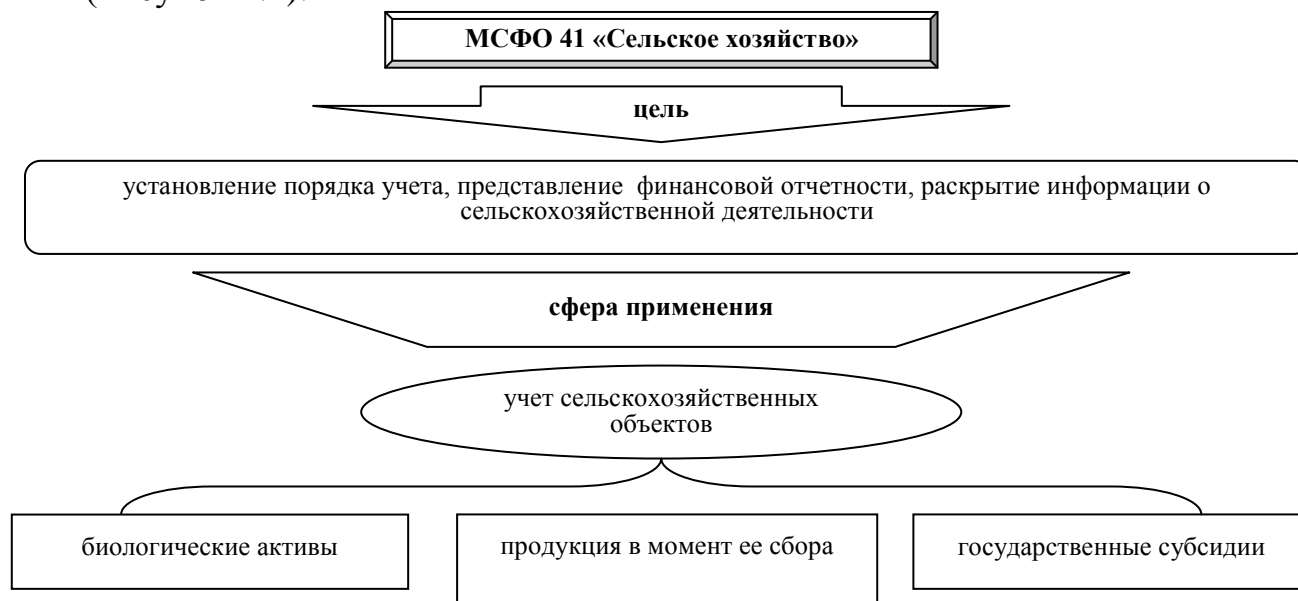 МСФО 41 «Сельское хозяйство»
цель
установление порядка учета, представление финансовой отчетности, раскрытие информации о
сельскохозяйственной деятельности
сфера применения
учет сельскохозяйственных
объектов
биологические активы
продукция в момент ее сбора
государственные субсидии